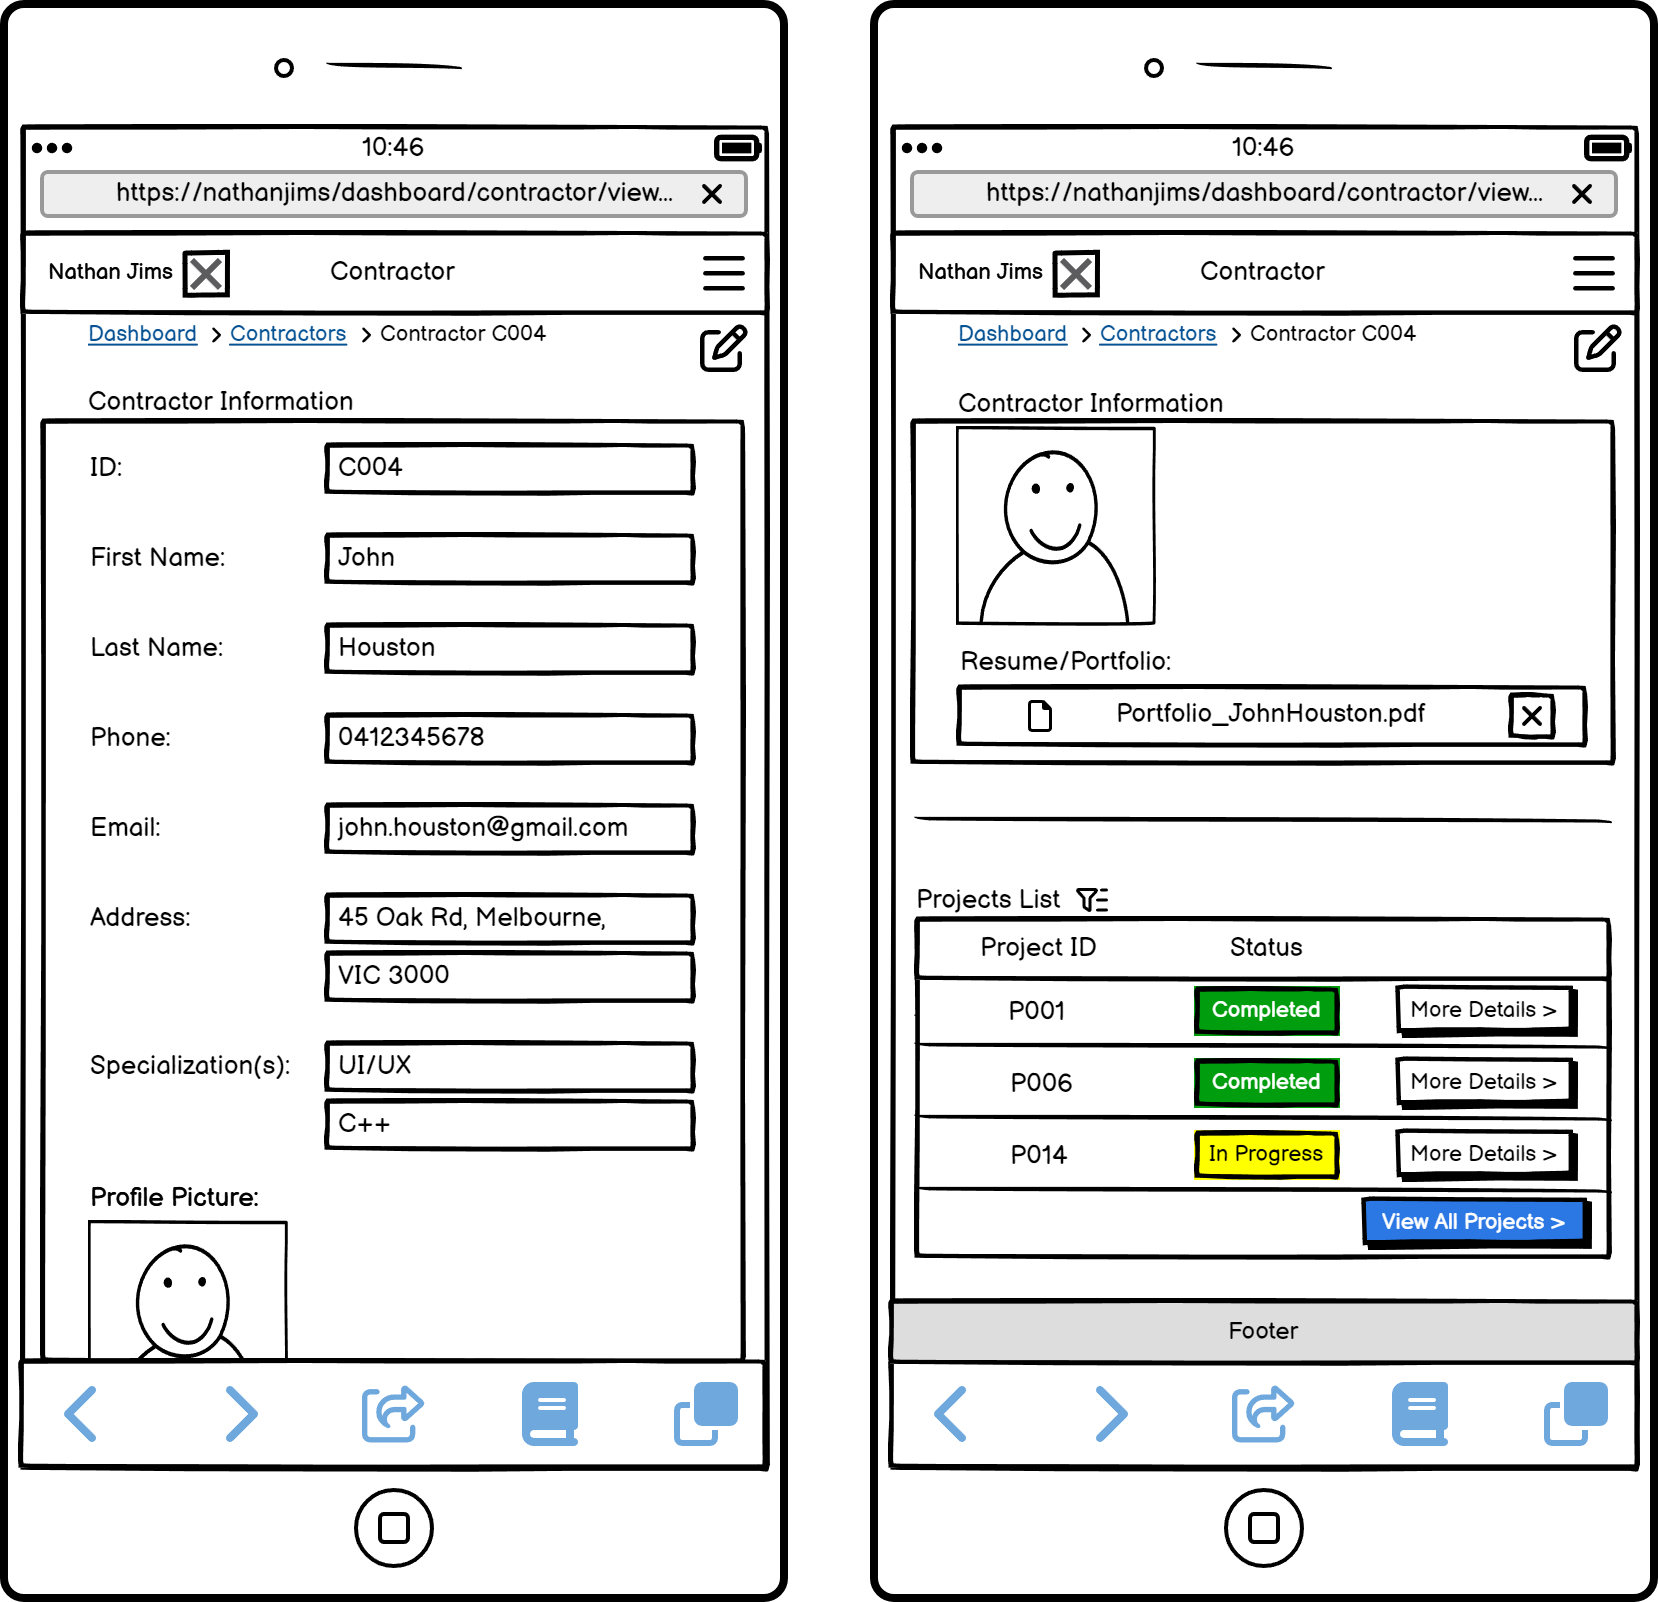 10:46
https://nathanjims/dashboard/contractor/view...
Nathan Jims
Contractor
Dashboard > Contractors > Contractor C004
Contractor Information
ID: C004
First Name: John
Last Name: Houston
Phone: 0412345678
Email: john.houston@gmail.com
Address: 45 Oak Rd, Melbourne,
VIC 3000
Specialization(s): UI/UX
C++
Profile Picture:
10:46
https://nathanjims/dashboard/contractor/view...
Nathan Jims
Contractor
Dashboard > Contractors > Contractor C004
Contractor Information
Resume/Portfolio:
Portfolio_JohnHouston.pdf
Projects List
Project ID Status
P001 Completed More Details >
P006 Completed More Details >
P014 In Progress More Details >
View All Projects >
Footer